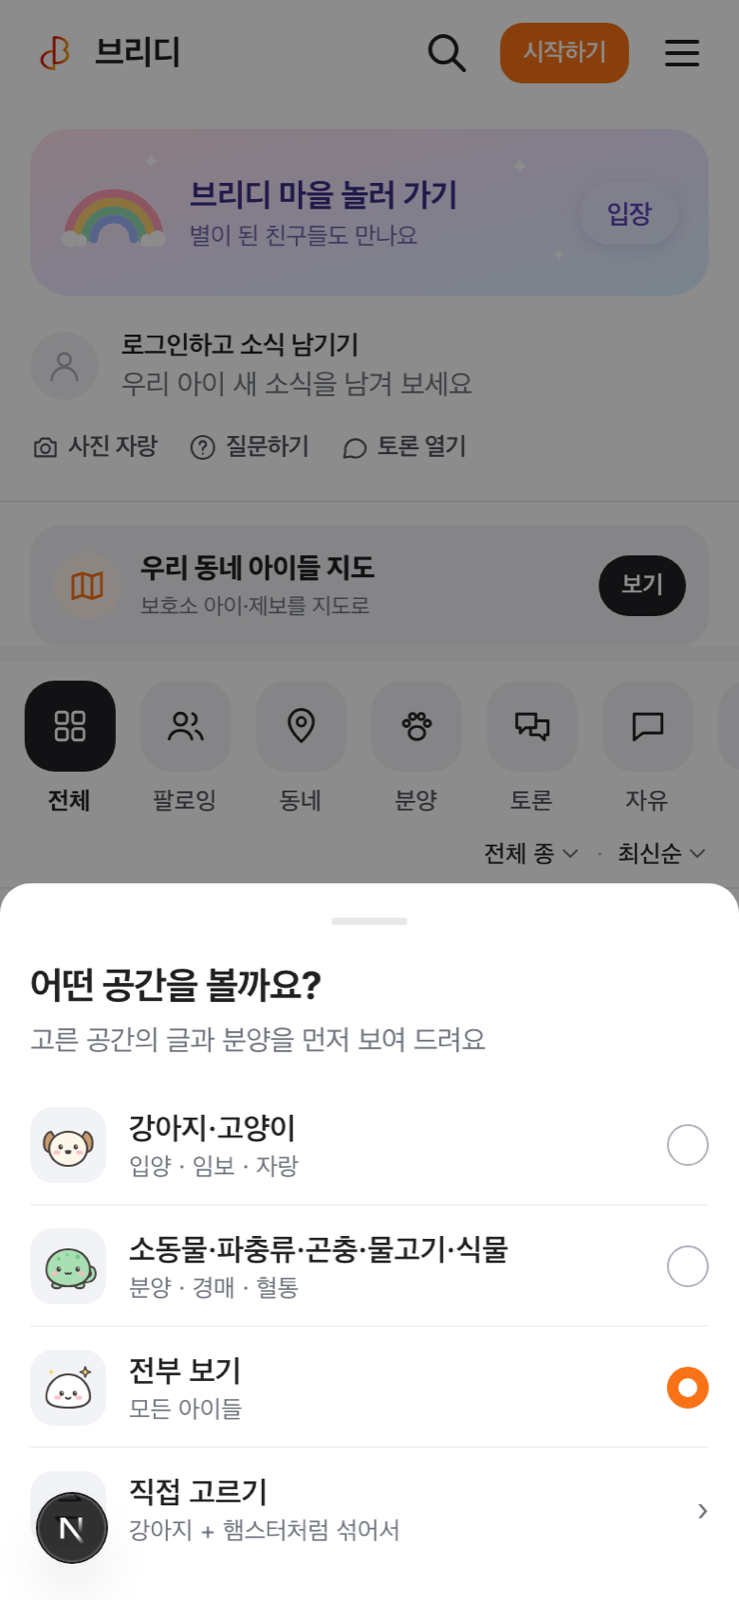 브리디
시작하기
브리디 마을 놀러 가기
별이 된 친구들도 만나요
입장
로그인하고 소식 남기기
우리 아이 새 소식을 남겨 보세요
사진 자랑
질문하기
토론 열기
우리 동네 아이들 지도
보호소 아이·제보를 지도로
보기
전체
팔로잉
동네
분양
토론
자유
전체 종 · 최신순
어떤 공간을 볼까요?
고른 공간의 글과 분양을 먼저 보여 드려요
강아지·고양이
입양 · 임보 · 자랑
소동물·파충류·곤충·물고기·식물
분양 · 경매 · 혈통
전부 보기
모든 아이들
직접 고르기
강아지 + 햄스터처럼 섞어서
N